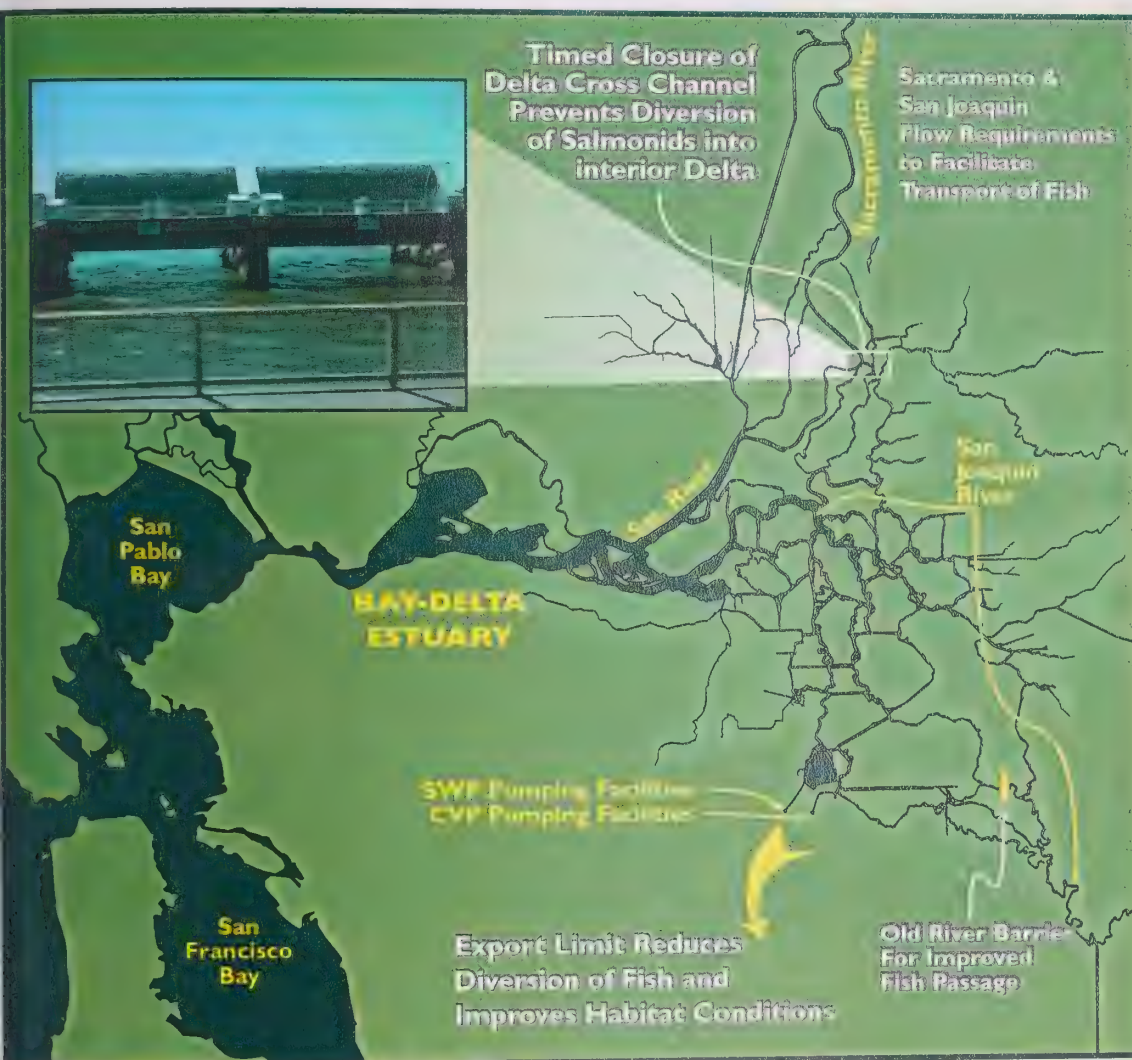 Timed Closure of
Delta Cross Channel
Prevents Diversion
of Salmonids into
interior Delta
Sacramento River
Sacramento &
San Joaquin
Flow Requirements
to Facilitate
Transport of Fish
San
Joaquin
River
San
Pablo
Bay
BAY-DELTA
ESTUARY
SWP Pumping Facilities
CVP Pumping Facilities
San
Francisco
Bay
Export Limit Reduces
Diversion of Fish and
Improves Habitat Conditions
Old River Barrier
For Improved
Fish Passage